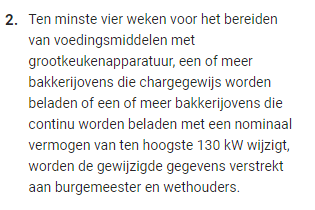 2. Ten minste vier weken voor het bereiden
van voedingsmiddelen met
grootkeukenapparatuur, een of meer
bakkerijovens die chargegewijs worden
beladen of een of meer bakkerijovens die
continu worden beladen met een nominaal
vermogen van ten hoogste 130 kW wijzigt,
worden de gewijzigde gegevens verstrekt
aan burgemeester en wethouders.